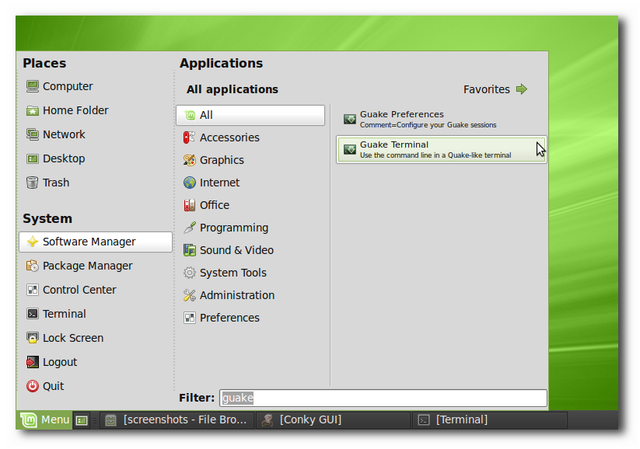 Places
Computer
Home Folder
Network
Desktop
Trash
System
Software Manager
Package Manager
Control Center
Terminal
Lock Screen
Logout
Quit
Applications
All applications
Favorites
All
Accessories
Graphics
Internet
Office
Programming
Sound & Video
System Tools
Administration
Preferences
Guake Preferences
Comment=Configure your Guake sessions
Guake Terminal
Use the command line in a Quake-like terminal
Filter: guake
Menu [screenshots - File Bro... [Conky GUI] [Terminal]